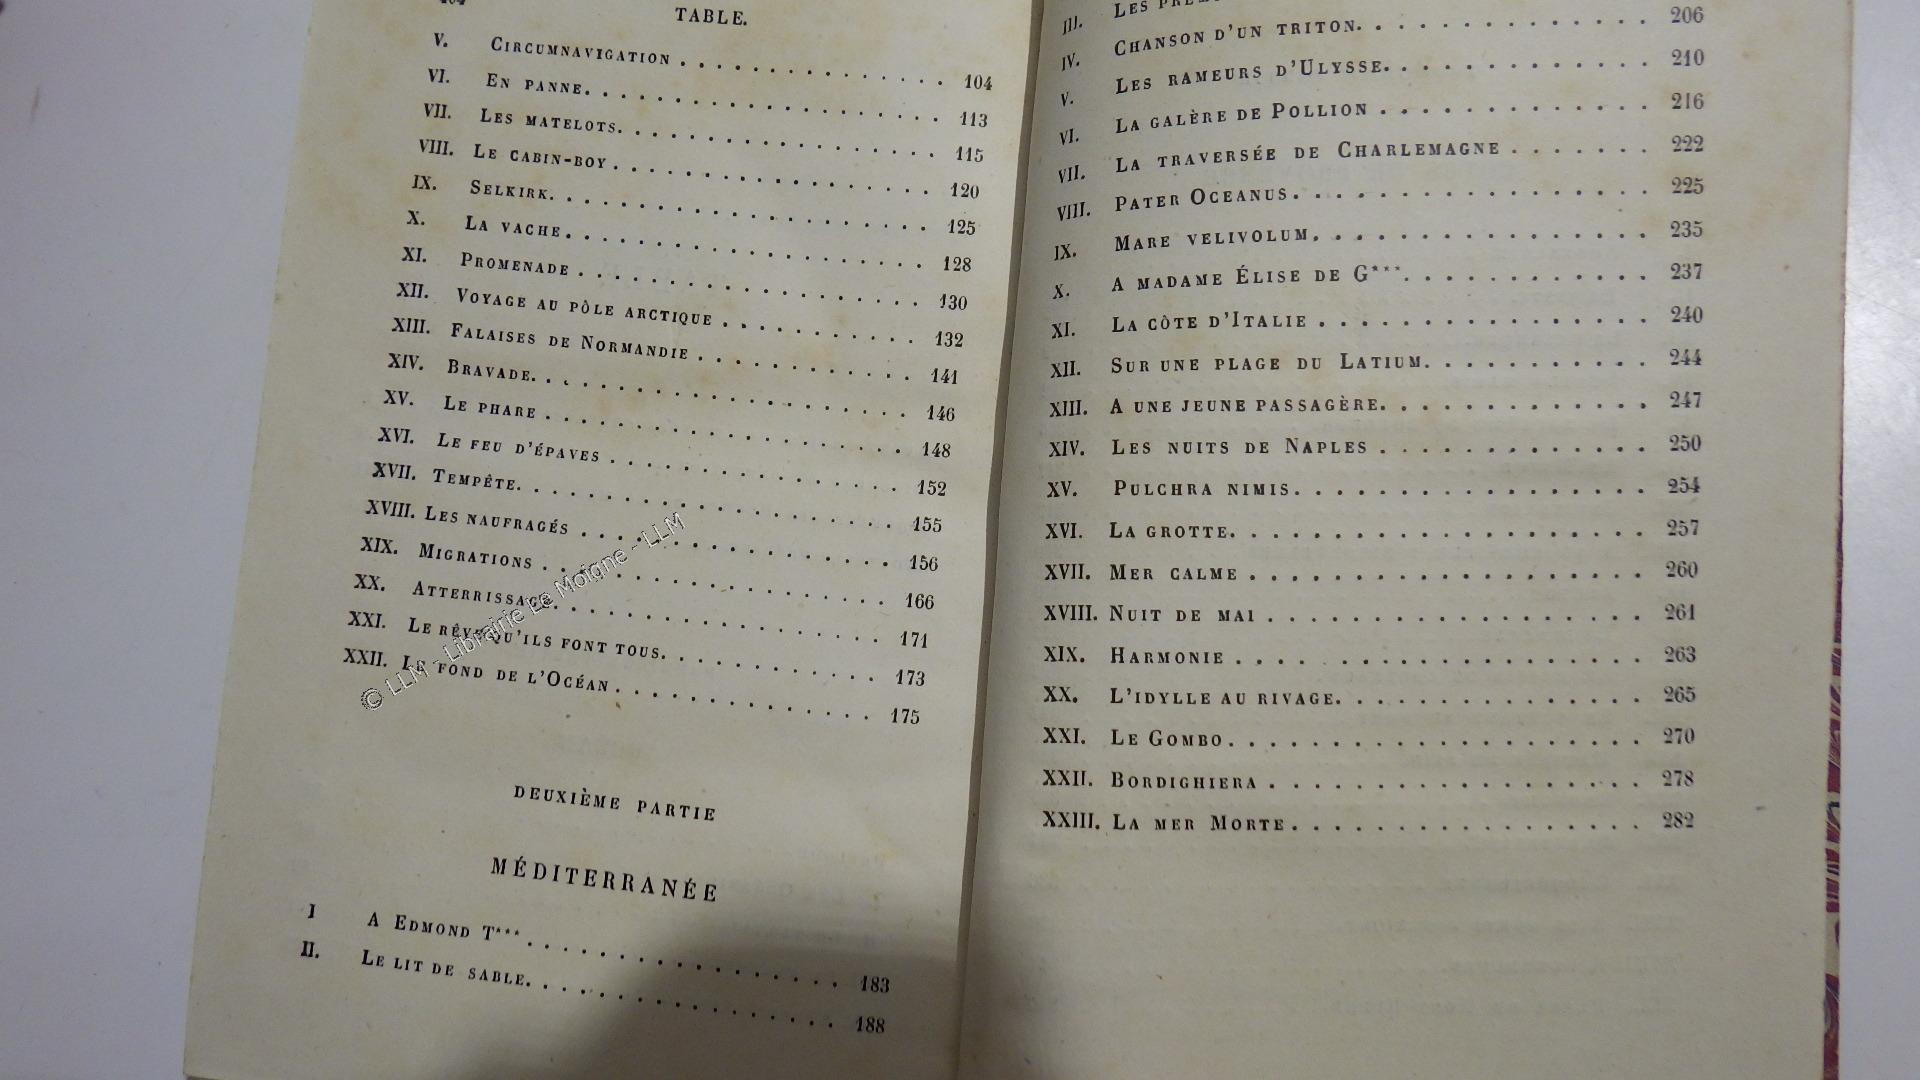 TABLE.
V. CIRCUMNAVIGATION . . . . . . . . . . . . . 104
VI. EN PANNE. . . . . . . . . . . . . . . . . . 113
VII. LES MATELOTS. . . . . . . . . . . . . . . . 115
VIII. LE CABIN-BOY . . . . . . . . . . . . . . . 120
IX. SELKIRK. . . . . . . . . . . . . . . . . . . 125
X. LA VACHE. . . . . . . . . . . . . . . . . . 128
XI. PROMENADE . . . . . . . . . . . . . . . . . 130
XII. VOYAGE AU PÔLE ARCTIQUE . . . . . . . . . . 132
XIII. FALAISES DE NORMANDIE . . . . . . . . . . . 141
XIV. BRAVADE. . . . . . . . . . . . . . . . . . . 146
XV. LE PHARE . . . . . . . . . . . . . . . . . . 148
XVI. LE FEU D'ÉPAVES . . . . . . . . . . . . . . 152
XVII. TEMPÊTE. . . . . . . . . . . . . . . . . . . 155
XVIII. LES NAUFRAGÉS . . . . . . . . . . . . . . . 156
XIX. MIGRATIONS . . . . . . . . . . . . . . . . . 166
XX. ATTERRISSAGE. . . . . . . . . . . . . . . . 171
XXI. LE RÊVE QU'ILS FONT TOUS. . . . . . . . . . 173
XXII. LE FOND DE L'OCÉAN . . . . . . . . . . . . 175
DEUXIÈME PARTIE
MÉDITERRANÉE
I A EDMOND T*** . . . . . . . . . . . . . . . . 183
II. LE LIT DE SABLE. . . . . . . . . . . . . . . 188
III. LES
IV. CHANSON D'UN TRITON. . . . . . . . . . . . . 206
V. LES RAMEURS D'ULYSSE. . . . . . . . . . . . 210
VI. LA GALÈRE DE POLLION . . . . . . . . . . . . 216
VII. LA TRAVERSÉE DE CHARLEMAGNE . . . . . . . 222
VIII. PATER OCEANUS. . . . . . . . . . . . . . . . 225
IX. MARE VELIVOLUM. . . . . . . . . . . . . . . 235
X. A MADAME ÉLISE DE G***. . . . . . . . . . . 237
XI. LA CÔTE D'ITALIE . . . . . . . . . . . . . . 240
XII. SUR UNE PLAGE DU LATIUM. . . . . . . . . . 244
XIII. A UNE JEUNE PASSAGÈRE. . . . . . . . . . . . 247
XIV. LES NUITS DE NAPLES . . . . . . . . . . . . 250
XV. PULCHRA NIMIS. . . . . . . . . . . . . . . . 254
XVI. LA GROTTE. . . . . . . . . . . . . . . . . . 257
XVII. MER CALME . . . . . . . . . . . . . . . . . 260
XVIII. NUIT DE MAI . . . . . . . . . . . . . . . . 261
XIX. HARMONIE . . . . . . . . . . . . . . . . . . 263
XX. L'IDYLLE AU RIVAGE. . . . . . . . . . . . . 265
XXI. LE GOMBO. . . . . . . . . . . . . . . . . . 270
XXII. BORDIGHIERA . . . . . . . . . . . . . . . . 278
XXIII. LA MER MORTE. . . . . . . . . . . . . . . . 282
© LLM - Librairie Le Moigne - LLM